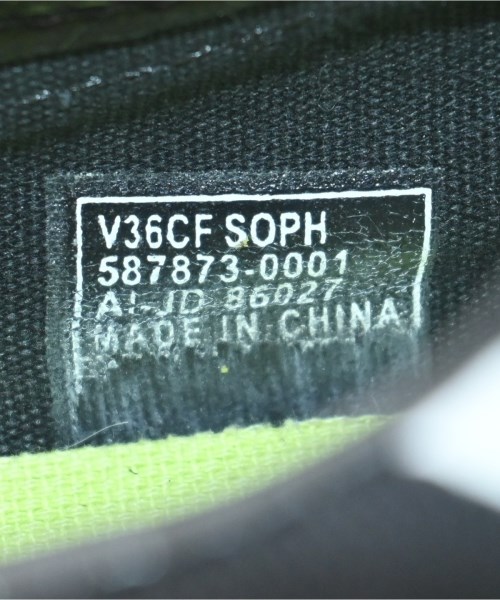 V36CF SOPH
587873-0001
AI-JD 86027
MADE IN CHINA